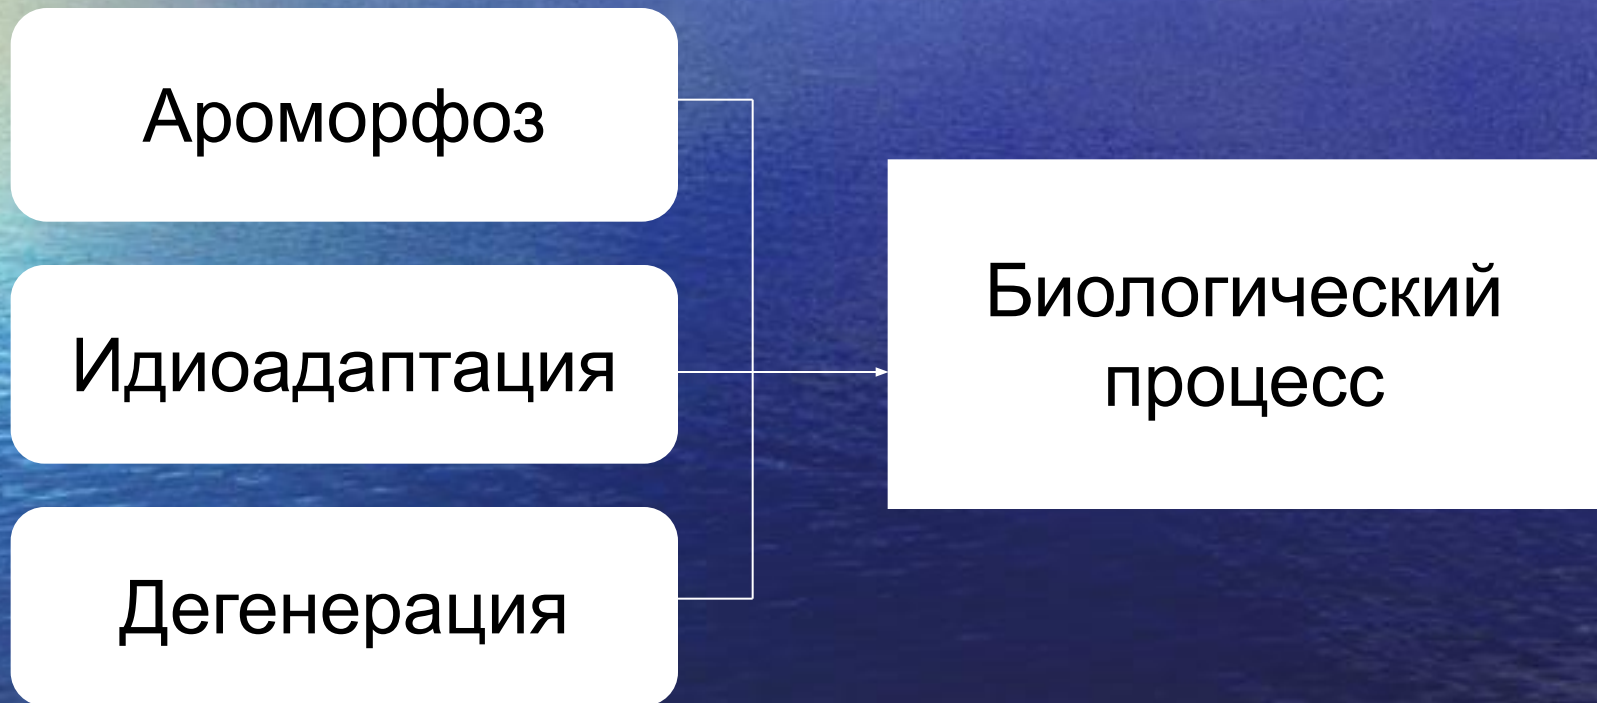 Ароморфоз
Идиоадаптация
Дегенерация
Биологический
процесс